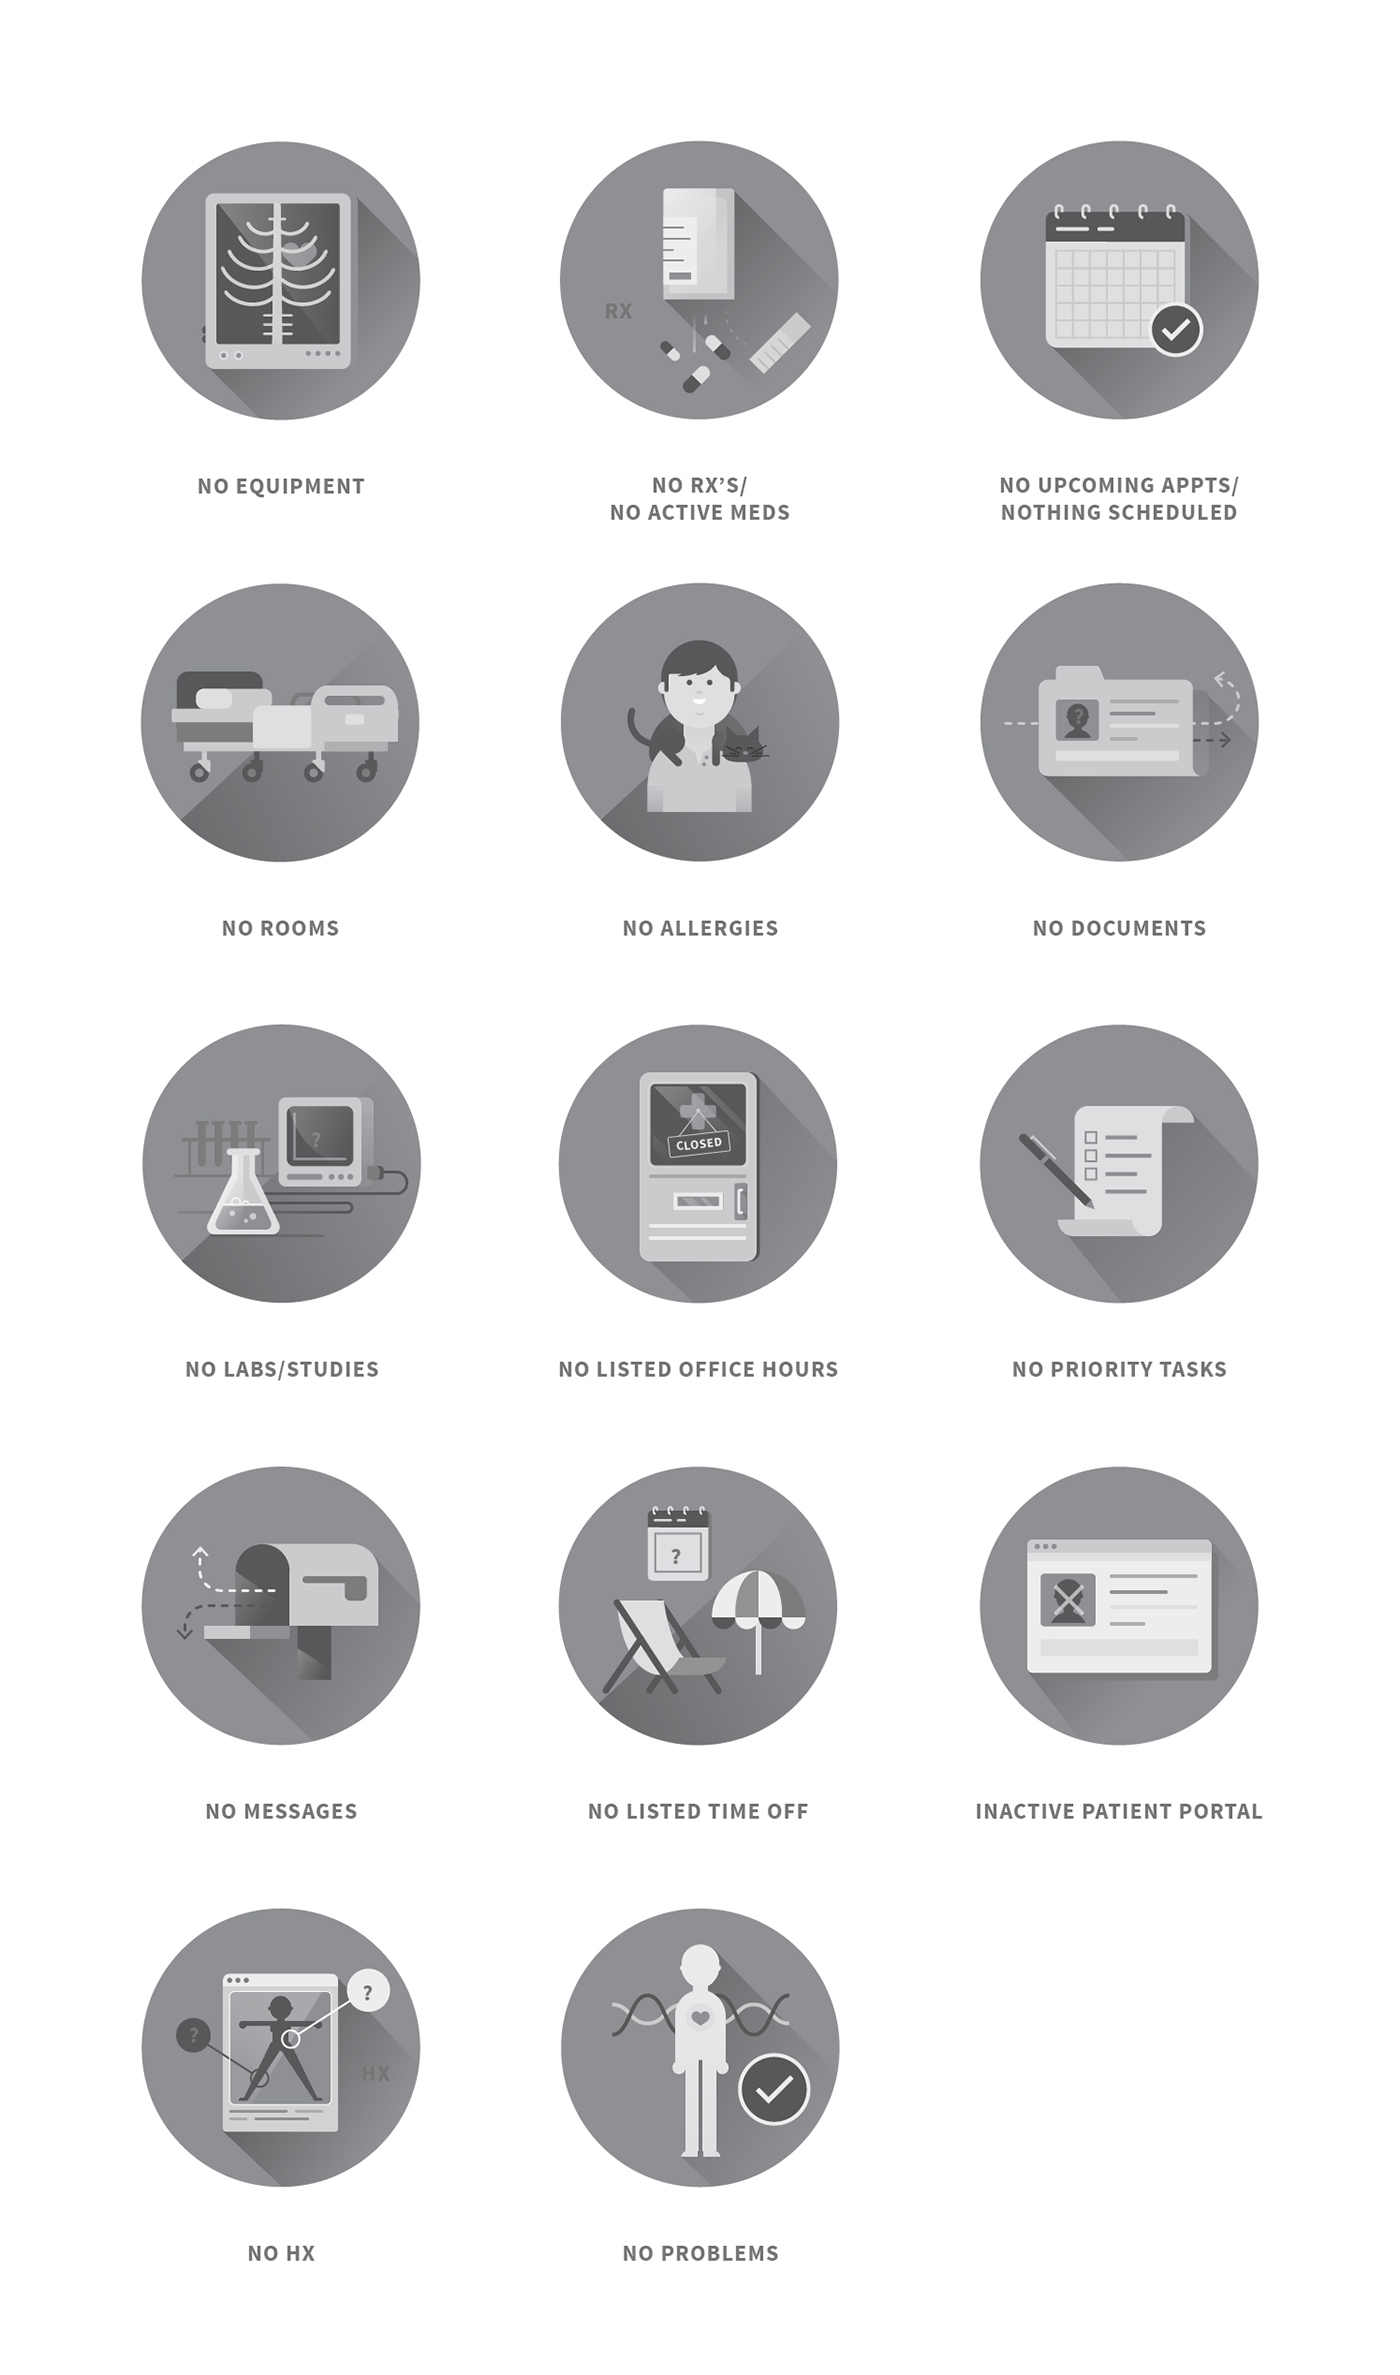 RX
NO EQUIPMENT
NO RX’S/
NO ACTIVE MEDS
NO UPCOMING APPTS/
NOTHING SCHEDULED
?
NO ROOMS
NO ALLERGIES
NO DOCUMENTS
?
CLOSED
NO LABS/STUDIES
NO LISTED OFFICE HOURS
NO PRIORITY TASKS
?
NO MESSAGES
NO LISTED TIME OFF
INACTIVE PATIENT PORTAL
?
?
HX
NO HX
NO PROBLEMS